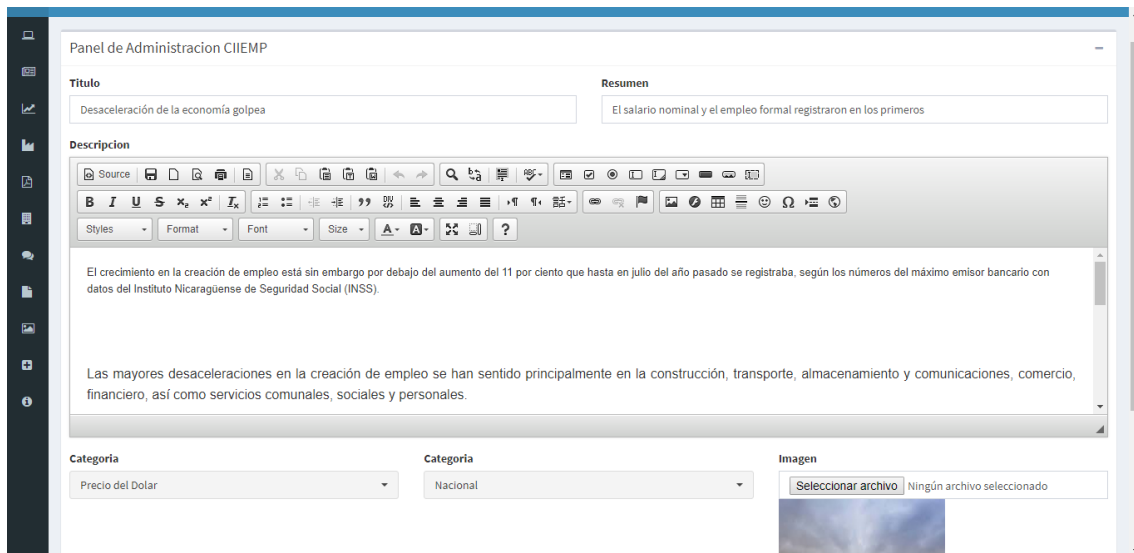 Panel de Administracion CIIEMP
Titulo
Resumen
Desaceleración de la economía golpea
El salario nominal y el empleo formal registraron en los primeros
Descripcion
Source
B I U S x₂ x² Tx
Styles Format Font Size A A ?
El crecimiento en la creación de empleo está sin embargo por debajo del aumento del 11 por ciento que hasta en julio del año pasado se registraba, según los números del máximo emisor bancario con
datos del Instituto Nicaragüense de Seguridad Social (INSS).
Las mayores desaceleraciones en la creación de empleo se han sentido principalmente en la construcción, transporte, almacenamiento y comunicaciones, comercio,
financiero, así como servicios comunales, sociales y personales.
Categoria
Categoria
Imagen
Precio del Dolar
Nacional
Seleccionar archivo Ningún archivo seleccionado